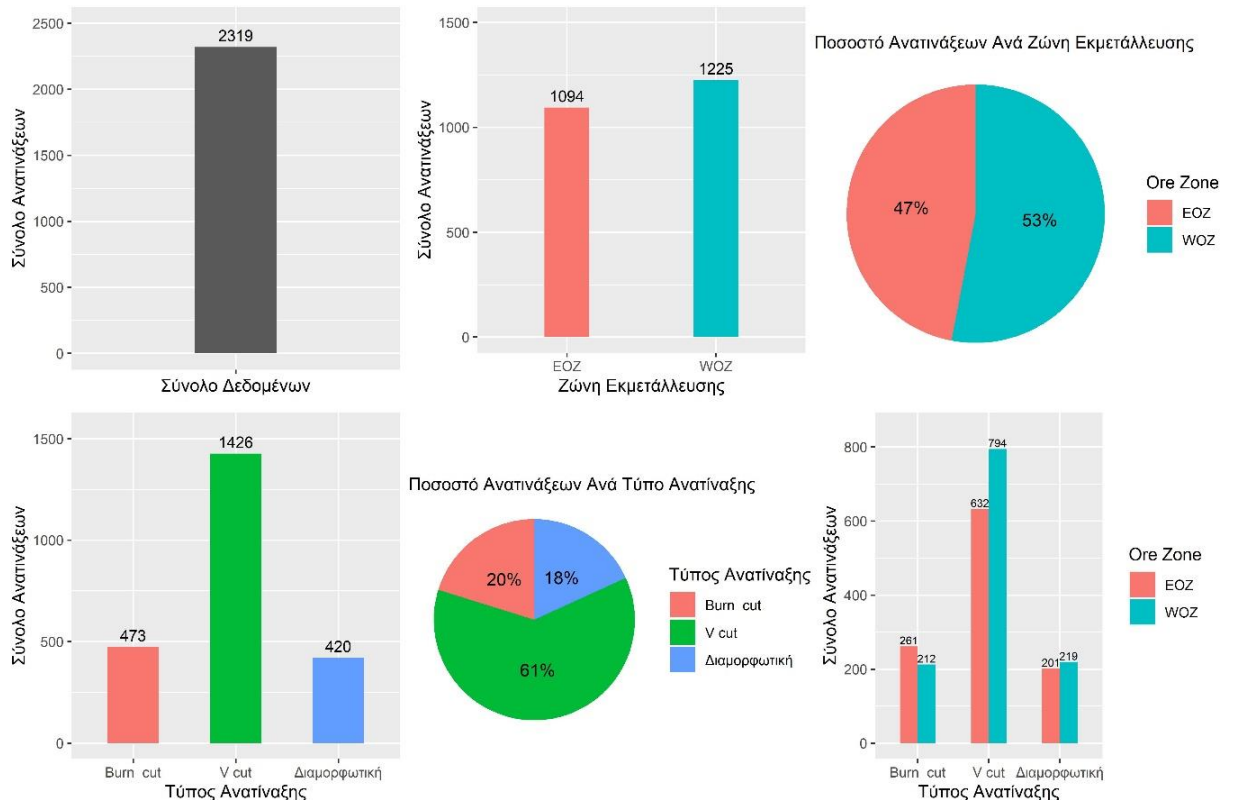 2500
2000
1500
1000
500
0
2319
Σύνολο Ανατινάξεων
Σύνολο Δεδομένων
1500
1000
500
0
1094
1225
Σύνολο Ανατινάξεων
EOZ
WOZ
Ζώνη Εκμετάλλευσης
Ποσοστό Ανατινάξεων Ανά Ζώνη Εκμετάλλευσης
47%
53%
Ore Zone
EOZ
WOZ
1500
1000
500
0
473
1426
420
Σύνολο Ανατινάξεων
Burn cut
V cut
Διαμορφωτική
Τύπος Ανατίναξης
Ποσοστό Ανατινάξεων Ανά Τύπο Ανατίναξης
20%
18%
61%
Τύπος Ανατίναξης
Burn cut
V cut
Διαμορφωτική
800
600
400
200
0
261
212
632
794
201
219
Σύνολο Ανατινάξεων
Burn cut
V cut
Διαμορφωτική
Τύπος Ανατίναξης
Ore Zone
EOZ
WOZ